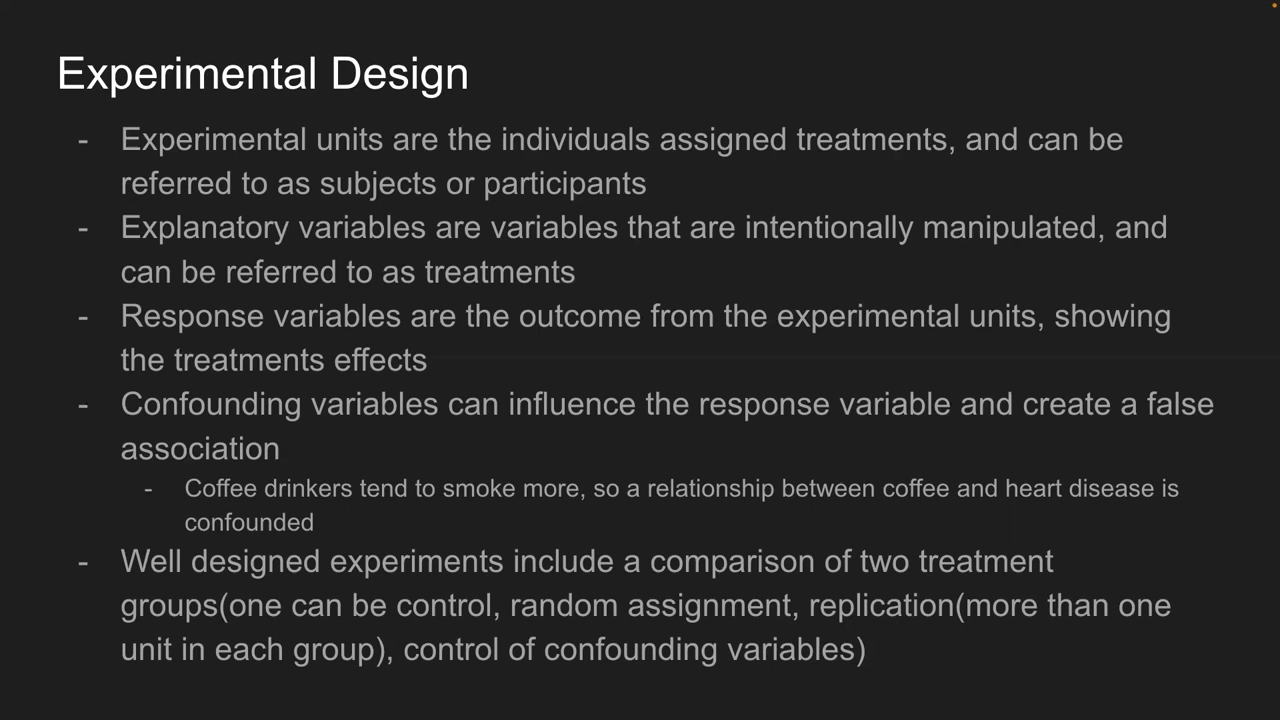 Experimental Design
- Experimental units are the individuals assigned treatments, and can be
referred to as subjects or participants
- Explanatory variables are variables that are intentionally manipulated, and
can be referred to as treatments
- Response variables are the outcome from the experimental units, showing
the treatments effects
- Confounding variables can influence the response variable and create a false
association
- Coffee drinkers tend to smoke more, so a relationship between coffee and heart disease is
confounded
- Well designed experiments include a comparison of two treatment
groups(one can be control, random assignment, replication(more than one
unit in each group), control of confounding variables)